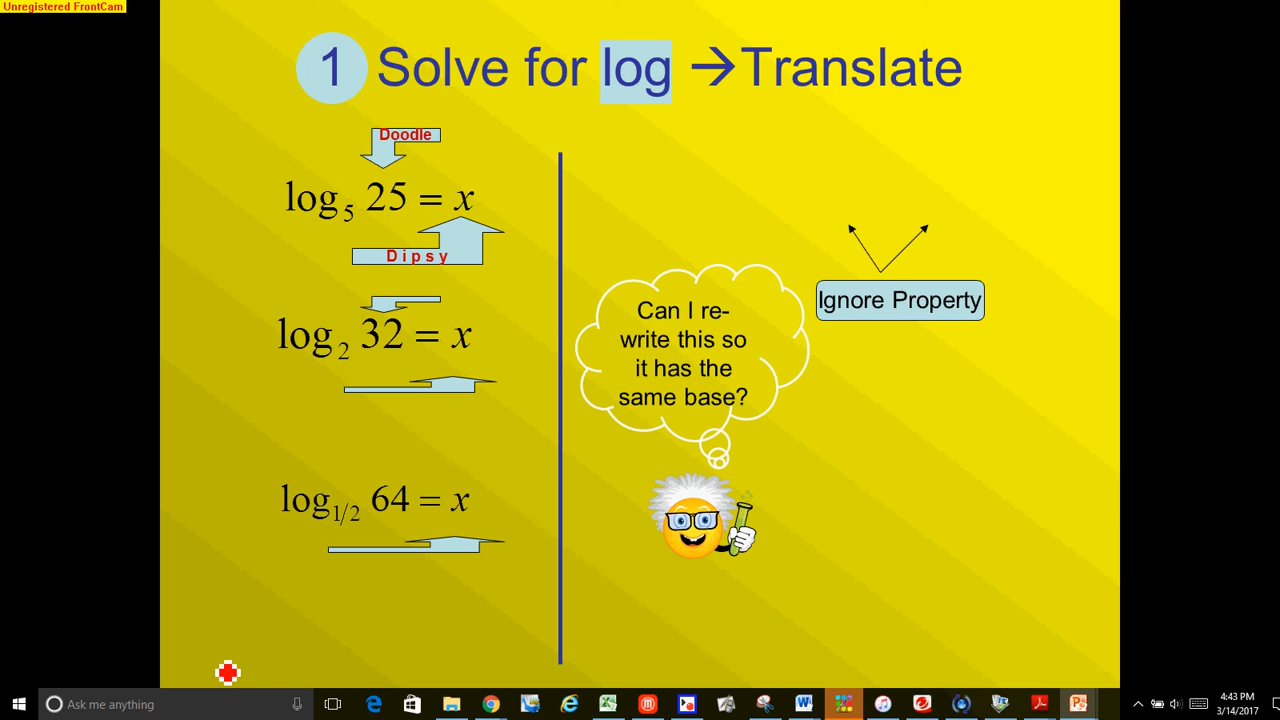 Unregistered FrontCam
1 Solve for log →Translate
Doodle
log₅ 25 = x
Dipsy
log₂ 32 = x
log₁/₂ 64 = x
Can I re-
write this so
it has the
same base?
Ignore Property
Ask me anything
4:43 PM
3/14/2017